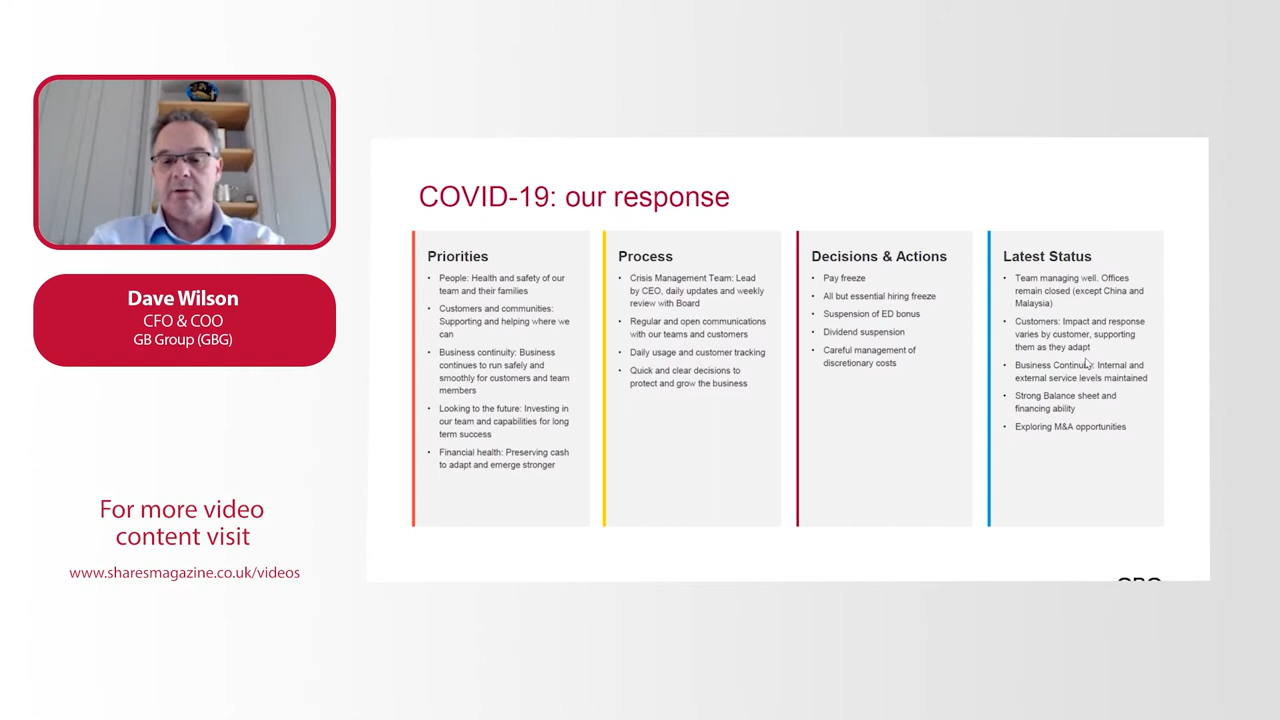 Dave Wilson
CFO & COO
GB Group (GBG)
For more video
content visit
www.sharesmagazine.co.uk/videos
COVID-19: our response
Priorities
• People: Health and safety of our
team and their families
• Customers and communities:
Supporting and helping where we
can
• Business continuity: Business
continues to run safely and
smoothly for customers and team
members
• Looking to the future: Investing in
our team and capabilities for long
term success
• Financial health: Preserving cash
to adapt and emerge stronger
Process
• Crisis Management Team: Lead
by CEO, daily updates and weekly
review with Board
• Regular and open communications
with our teams and customers
• Daily usage and customer tracking
• Quick and clear decisions to
protect and grow the business
Decisions & Actions
• Pay freeze
• All but essential hiring freeze
• Suspension of ED bonus
• Dividend suspension
• Careful management of
discretionary costs
Latest Status
• Team managing well. Offices
remain closed (except China and
Malaysia)
• Customers: Impact and response
varies by customer, supporting
them as they adapt
• Business Continuity: Internal and
external service levels maintained
• Strong Balance sheet and
financing ability
• Exploring M&A opportunities